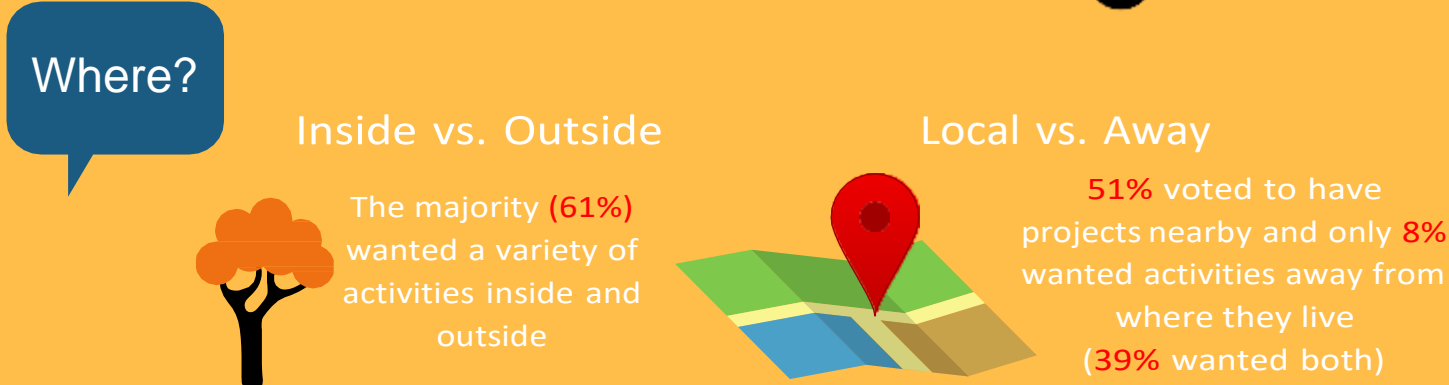 Where?
Inside vs. Outside
The majority (61%)
wanted a variety of
activities inside and
outside
Local vs. Away
51% voted to have
projects nearby and only 8%
wanted activities away from
where they live
(39% wanted both)